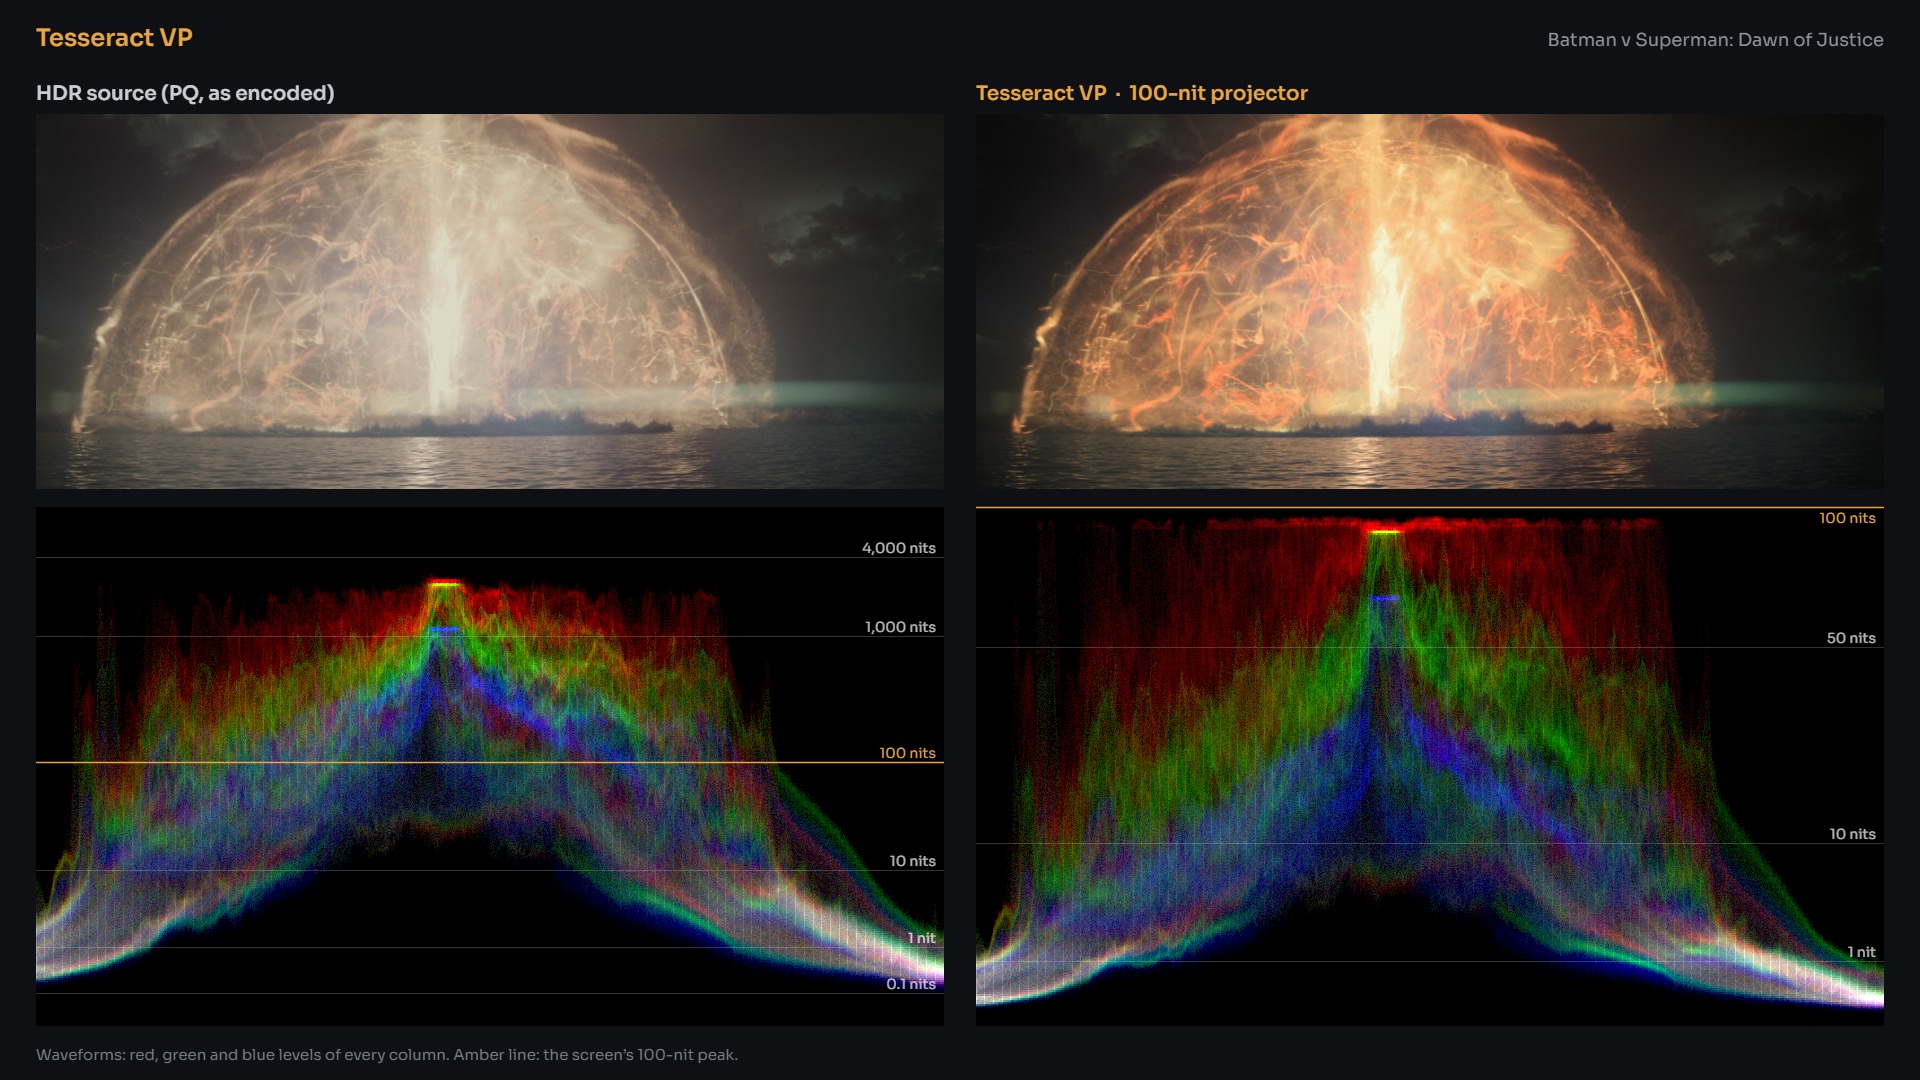 Tesseract VP
Batman v Superman: Dawn of Justice
HDR source (PQ, as encoded)
Tesseract VP · 100-nit projector
4,000 nits
1,000 nits
100 nits
10 nits
1 nit
0.1 nits
100 nits
50 nits
10 nits
1 nit
Waveforms: red, green and blue levels of every column. Amber line: the screen’s 100-nit peak.